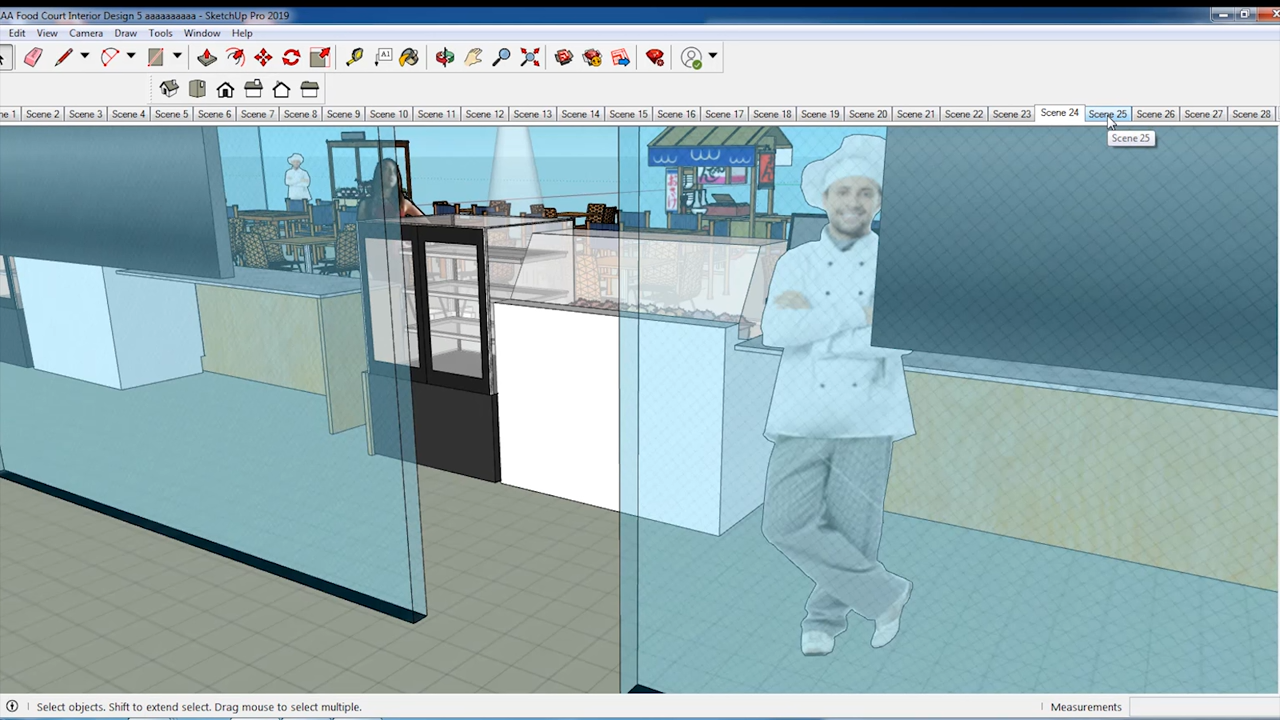 AA Food Court Interior Design 5 aaaaaaaaaa - SketchUp Pro 2019
Edit View Camera Draw Tools Window Help
A1
ne 1 Scene 2 Scene 3 Scene 4 Scene 5 Scene 6 Scene 7 Scene 8 Scene 9 Scene 10 Scene 11 Scene 12 Scene 13 Scene 14 Scene 15 Scene 16 Scene 17 Scene 18 Scene 19 Scene 20 Scene 21 Scene 22 Scene 23 Scene 24 Scene 25 Scene 26 Scene 27 Scene 28
Scene 25
Select objects. Shift to extend select. Drag mouse to select multiple.
Measurements